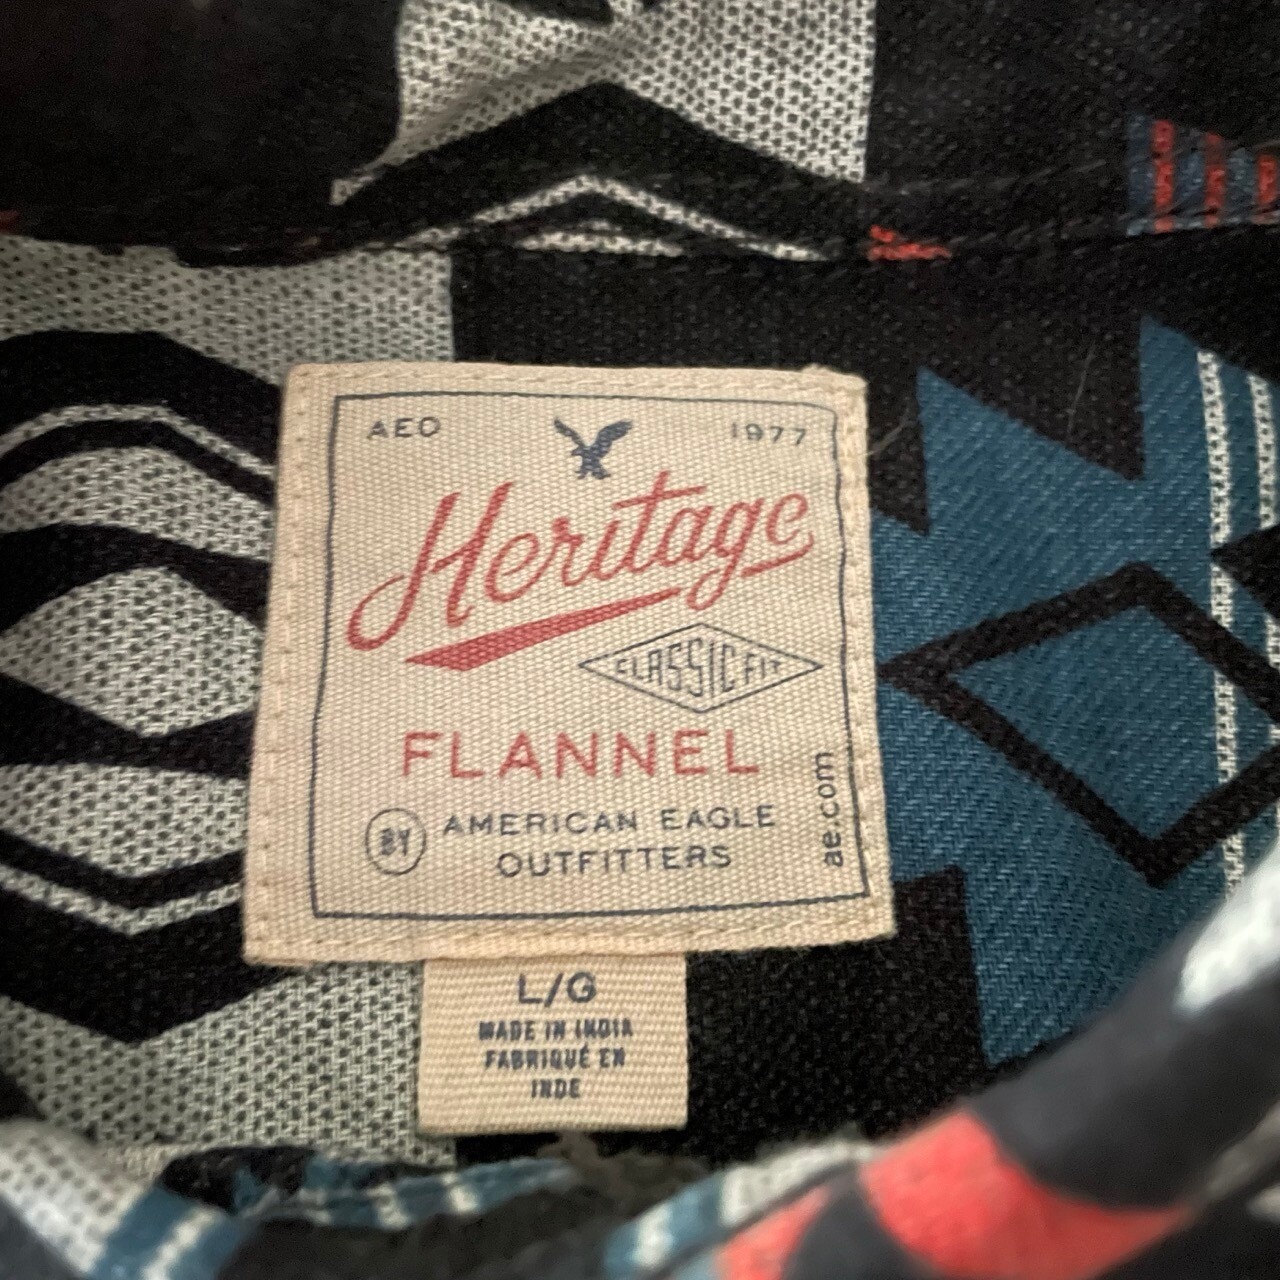 AEO 1977
Heritage
CLASSIC FIT
FLANNEL
BY AMERICAN EAGLE
OUTFITTERS
ae.com
L/G
MADE IN INDIA
FABRIQUÉ EN
INDE